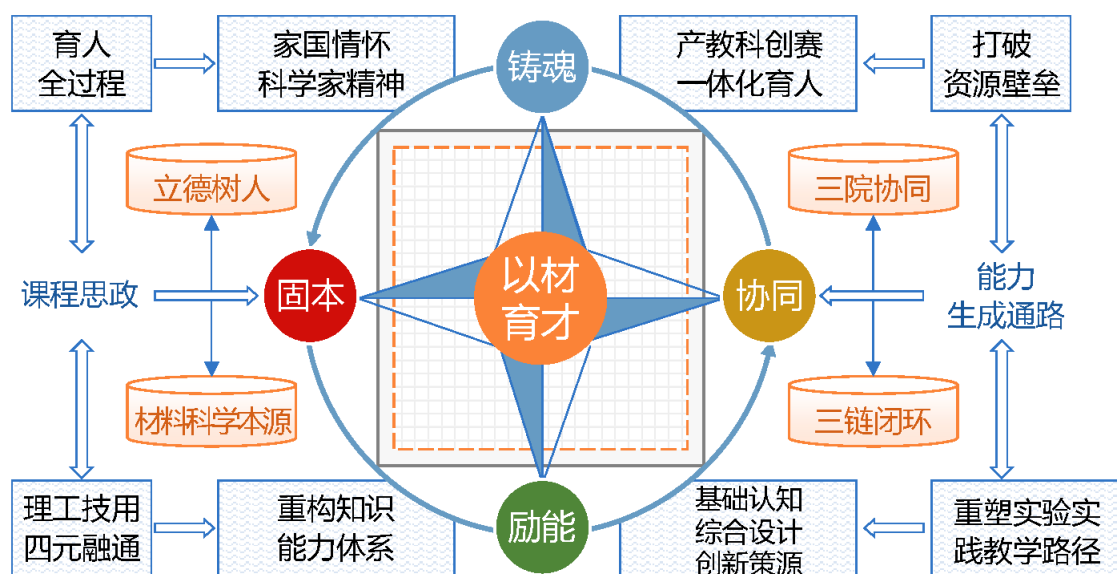 育人
全过程
家国情怀
科学家精神
铸魂
产教科创赛
一体化育人
打破
资源壁垒
立德树人
三院协同
课程思政
固本
以材
育才
协同
能力
生成通路
材料科学本源
三链闭环
理工技用
四元融通
重构知识
能力体系
励能
基础认知
综合设计
创新策源
重塑实验实
践教学路径